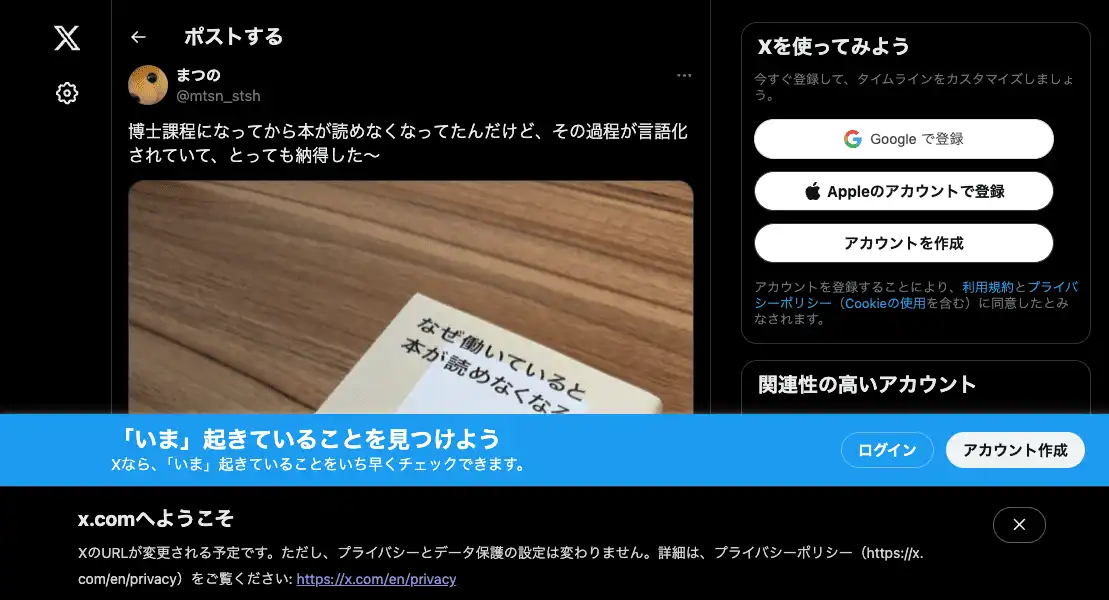 ポストする
まつの
@mtsn_stsh
博士課程になってから本が読めなくなってたんだけど、その過程が言語化
されていて、とっても納得した〜
なぜ働いていると
本が読めなくなる
Xを使ってみよう
今すぐ登録して、タイムラインをカスタマイズしましょ
う。
Google で登録
Appleのアカウントで登録
アカウントを作成
アカウントを登録することにより、利用規約とプライバ
シーポリシー（Cookieの使用を含む）に同意したとみ
なされます。
関連性の高いアカウント
「いま」起きていることを見つけよう
Xなら、「いま」起きていることをいち早くチェックできます。
ログイン
アカウント作成
x.comへようこそ
XのURLが変更される予定です。ただし、プライバシーとデータ保護の設定は変わりません。詳細は、プライバシーポリシー（https://x.
com/en/privacy）をご覧ください: https://x.com/en/privacy